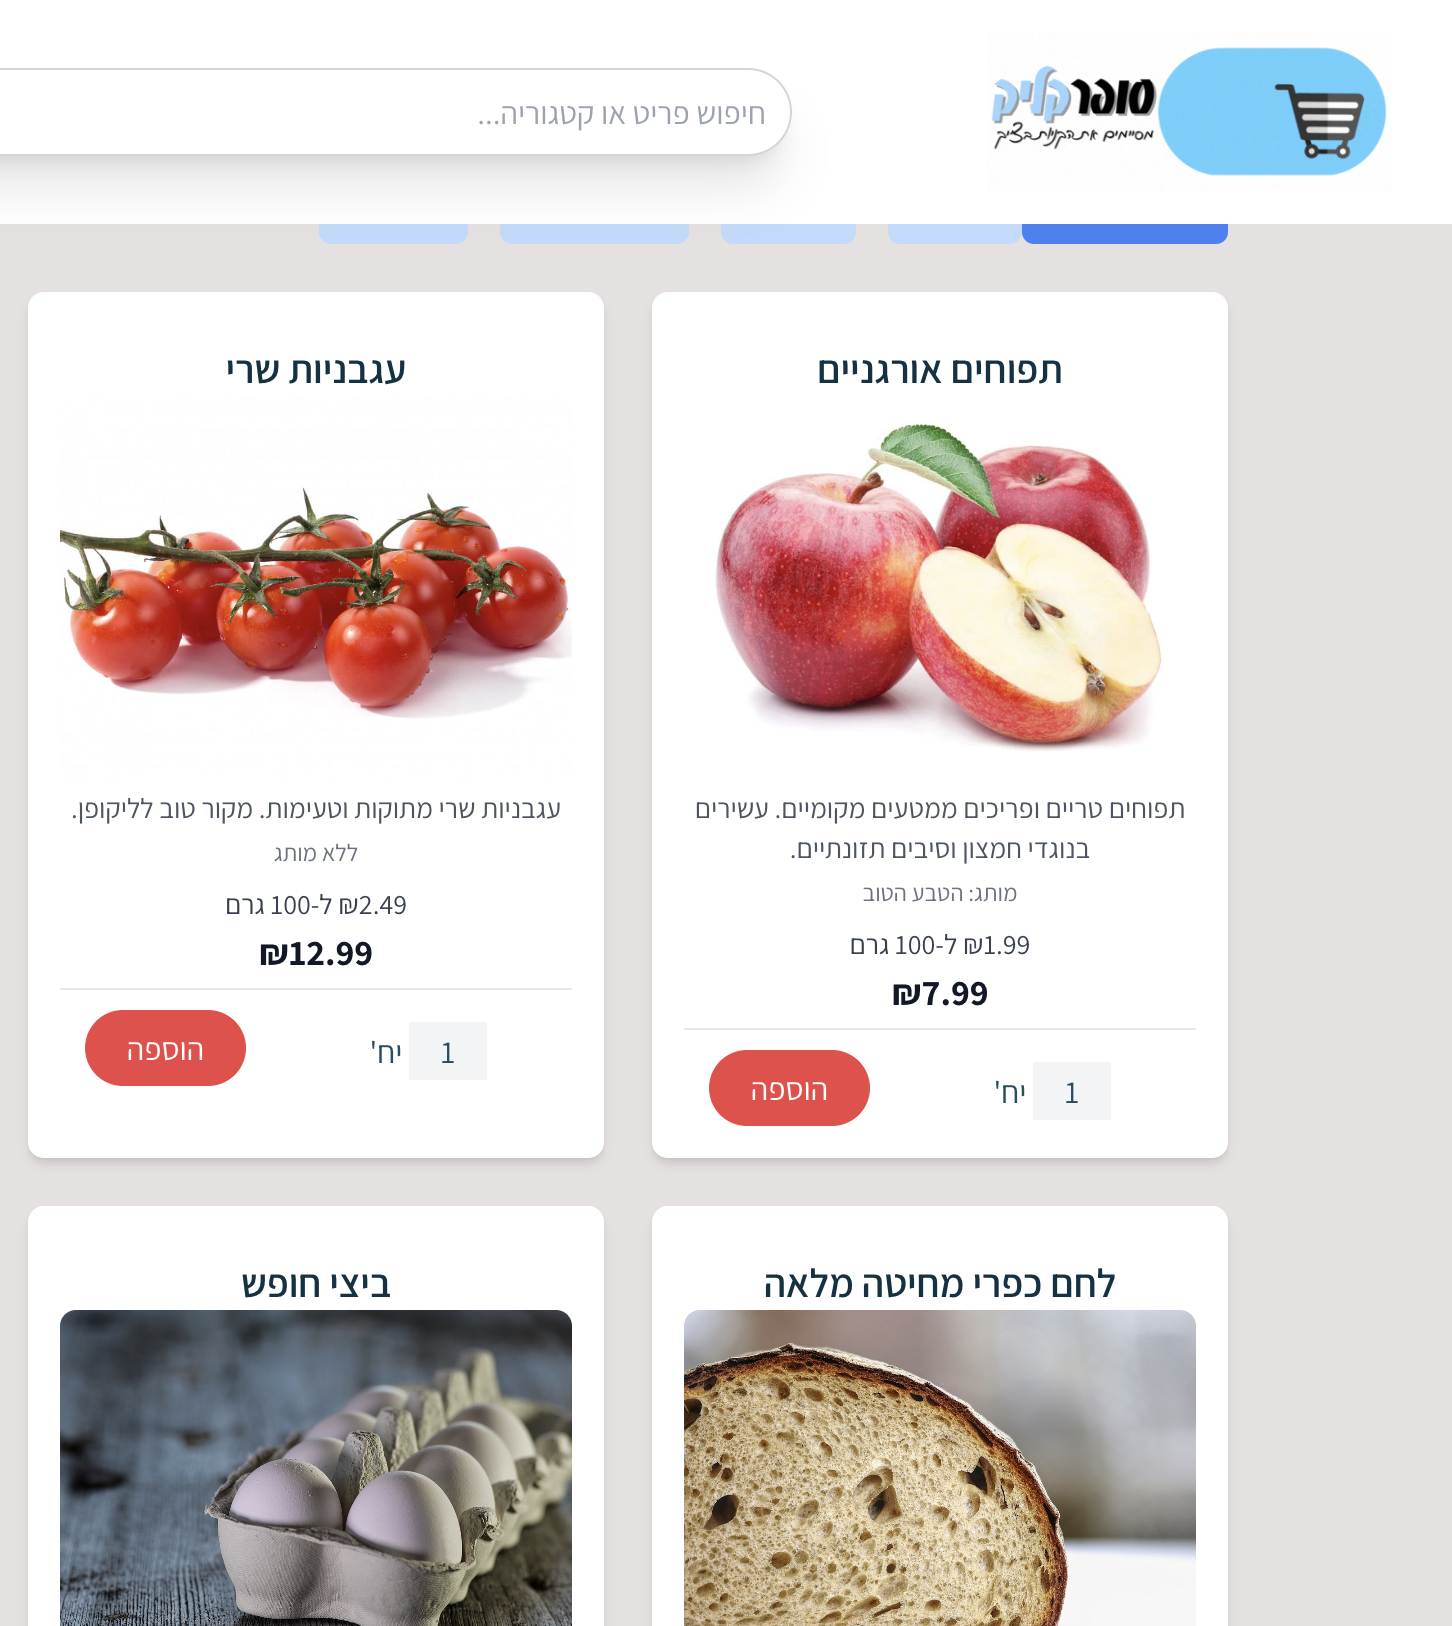 סופרקליק
מסיימים את הקניות בציק
חיפוש פריט או קטגוריה...
תפוחים אורגניים
תפוחים טריים ופריכים ממטעים מקומיים. עשירים
בנוגדי חמצון וסיבים תזונתיים.
מותג: הטבע הטוב
₪1.99 ל-100 גרם
₪7.99
1 יח'
הוספה
עגבניות שרי
עגבניות שרי מתוקות וטעימות. מקור טוב לליקופן.
ללא מותג
₪2.49 ל-100 גרם
₪12.99
1 יח'
הוספה
לחם כפרי מחיטה מלאה
ביצי חופש